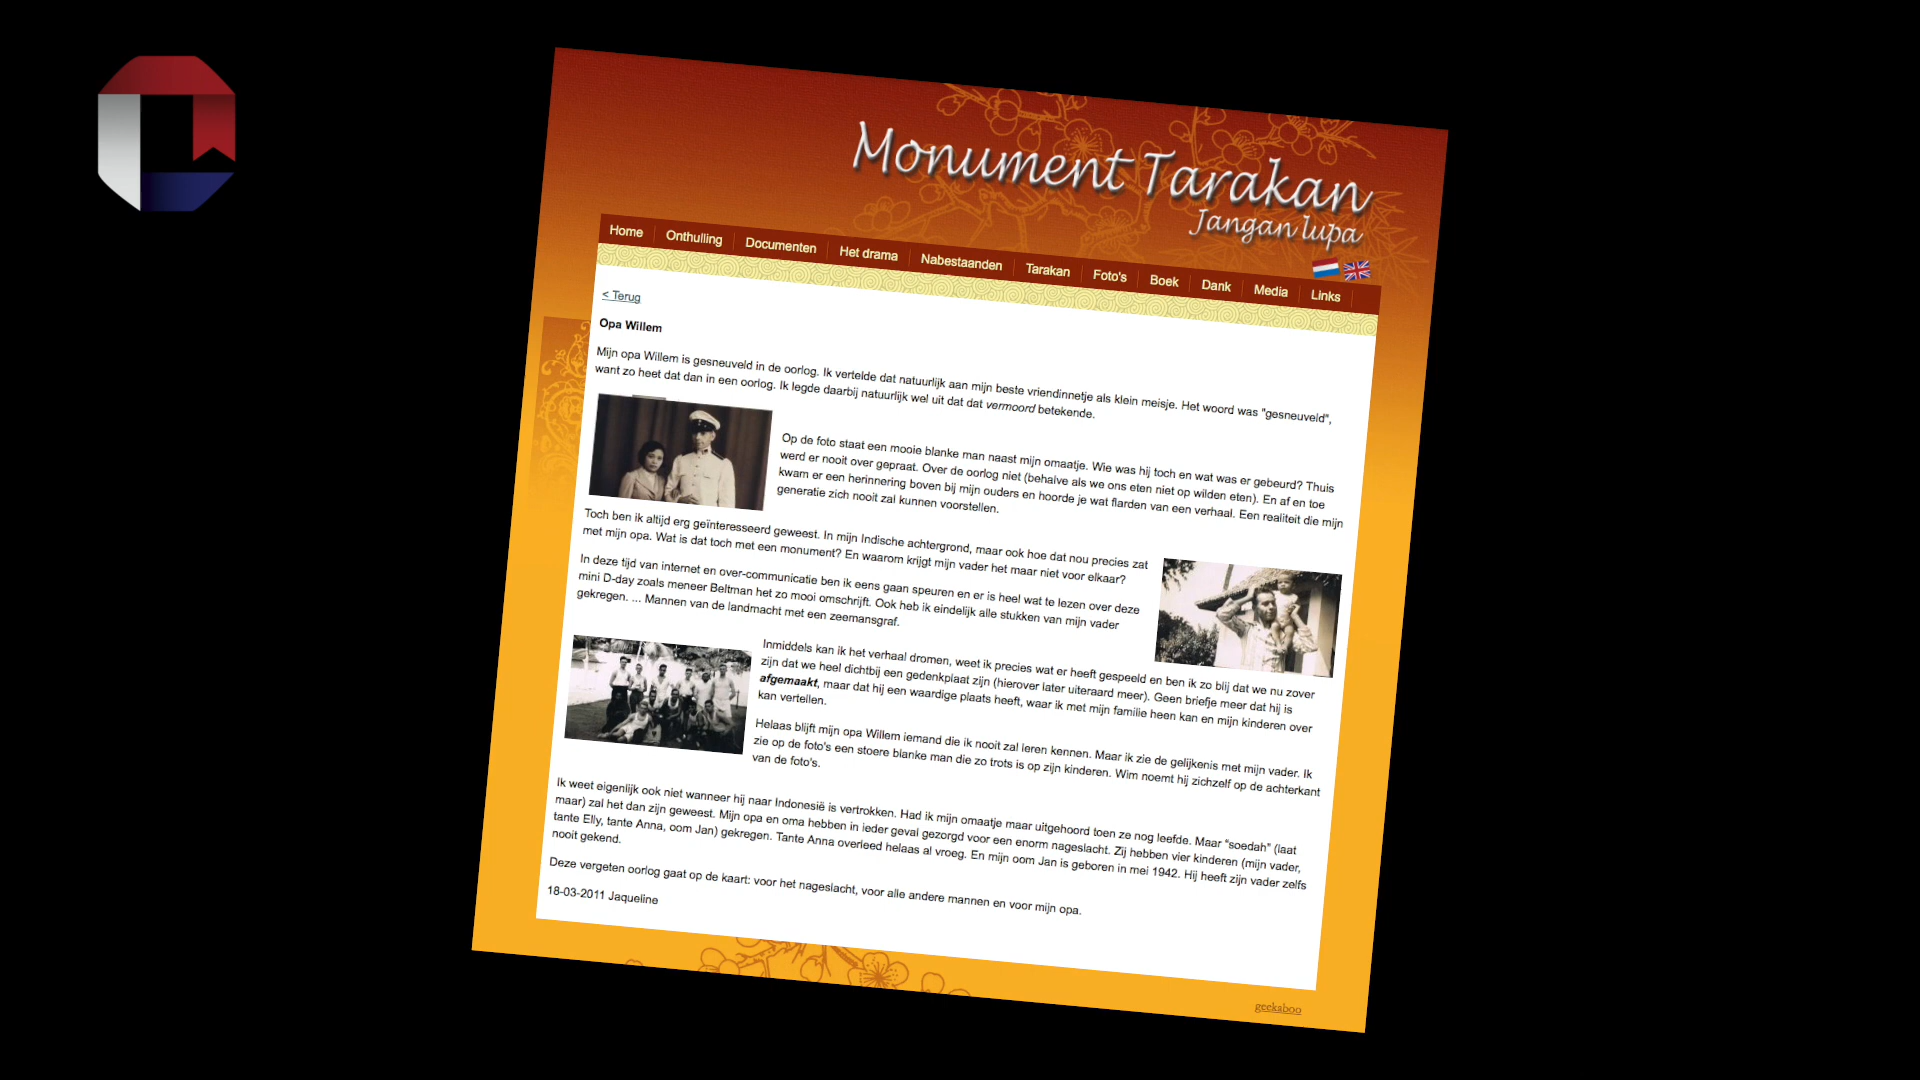 Monument Tarakan
Jangan lupa
Home Onthulling Documenten Het drama Nabestaanden Tarakan Foto's Boek Dank Media Links
< Terug
Opa Willem
Mijn opa Willem is gesneuveld in de oorlog. Ik vertelde dat natuurlijk aan mijn beste vriendinnetje als klein meisje. Het woord was "gesneuveld",
want zo heet dat dan in een oorlog. Ik legde daarbij natuurlijk wel uit dat dat vermoord betekende.
Op de foto staat een mooie blanke man naast mijn omaatje. Wie was hij toch en wat was er gebeurd? Thuis
werd er nooit over gepraat. Over de oorlog niet (behalve als we ons eten niet op wilden eten). En af en toe
kwam er een herinnering boven bij mijn ouders en hoorde je wat flarden van een verhaal. Een realiteit die mijn
generatie zich nooit zal kunnen voorstellen.
Toch ben ik altijd erg geïnteresseerd geweest. In mijn Indische achtergrond, maar ook hoe dat nou precies zat
met mijn opa. Wat is dat toch met een monument? En waarom krijgt mijn vader het maar niet voor elkaar?
In deze tijd van internet en over-communicatie ben ik eens gaan speuren en er is heel wat te lezen over deze
mini D-day zoals meneer Beltman het zo mooi omschrijft. Ook heb ik eindelijk alle stukken van mijn vader
gekregen. ... Mannen van de landmacht met een zeemansgraf.
Inmiddels kan ik het verhaal dromen, weet ik precies wat er heeft gespeeld en ben ik zo blij dat we nu zover
zijn dat we heel dichtbij een gedenkplaat zijn (hierover later uiteraard meer). Geen briefje meer dat hij is
afgemaakt, maar dat hij een waardige plaats heeft, waar ik met mijn familie heen kan en mijn kinderen over
kan vertellen.
Helaas blijft mijn opa Willem iemand die ik nooit zal leren kennen. Maar ik zie de gelijkenis met mijn vader. Ik
zie op de foto's een stoere blanke man die zo trots is op zijn kinderen. Wim noemt hij zichzelf op de achterkant
van de foto's.
Ik weet eigenlijk ook niet wanneer hij naar Indonesië is vertrokken. Had ik mijn omaatje maar uitgehoord toen ze nog leefde. Maar "soedah" (laat
maar) zal het dan zijn geweest. Mijn opa en oma hebben in ieder geval gezorgd voor een enorm nageslacht. Zij hebben vier kinderen (mijn vader,
tante Elly, tante Anna, oom Jan) gekregen. Tante Anna overleed helaas al vroeg. En mijn oom Jan is geboren in mei 1942. Hij heeft zijn vader zelfs
nooit gekend.
Deze vergeten oorlog gaat op de kaart: voor het nageslacht, voor alle andere mannen en voor mijn opa.
18-03-2011 Jaqueline
geekaboo